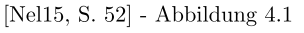 [Nel15, S. 52] - Abbildung 4.1